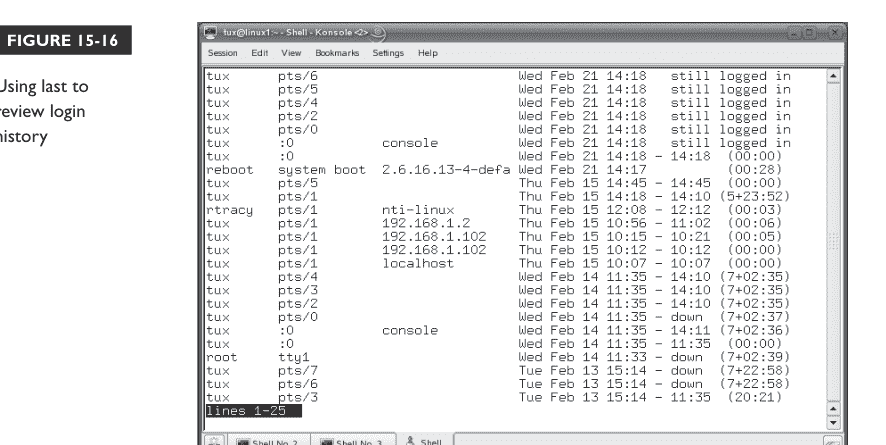 FIGURE 15-16
Using last to
review login
history
tux@linux1:~ - Shell - Konsole <2>
Session Edit View Bookmarks Settings Help
tux pts/6 Wed Feb 21 14:18 still logged in
tux pts/5 Wed Feb 21 14:18 still logged in
tux pts/4 Wed Feb 21 14:18 still logged in
tux pts/2 Wed Feb 21 14:18 still logged in
tux pts/0 Wed Feb 21 14:18 still logged in
tux :0 console Wed Feb 21 14:18 still logged in
tux :0 Wed Feb 21 14:18 - 14:18 (00:00)
reboot system boot 2.6.16.13-4-defa Wed Feb 21 14:17 (00:28)
tux pts/5 Thu Feb 15 14:45 - 14:45 (00:00)
tux pts/1 Thu Feb 15 14:18 - 14:10 (5+23:52)
rtracy pts/1 nti-linux Thu Feb 15 12:08 - 12:12 (00:03)
tux pts/1 192.168.1.2 Thu Feb 15 10:56 - 11:02 (00:06)
tux pts/1 192.168.1.102 Thu Feb 15 10:15 - 10:21 (00:05)
tux pts/1 192.168.1.102 Thu Feb 15 10:12 - 10:12 (00:00)
tux pts/1 localhost Thu Feb 15 10:07 - 10:07 (00:00)
tux pts/4 Wed Feb 14 11:35 - 14:10 (7+02:35)
tux pts/3 Wed Feb 14 11:35 - 14:10 (7+02:35)
tux pts/2 Wed Feb 14 11:35 - 14:10 (7+02:35)
tux pts/0 Wed Feb 14 11:35 - down (7+02:37)
tux :0 console Wed Feb 14 11:35 - 14:11 (7+02:36)
tux :0 Wed Feb 14 11:35 - 11:35 (00:00)
root tty1 Wed Feb 14 11:33 - down (7+02:39)
tux pts/7 Tue Feb 13 15:14 - down (7+22:58)
tux pts/6 Tue Feb 13 15:14 - down (7+22:58)
tux pts/3 Tue Feb 13 15:14 - 11:35 (20:21)
lines 1-25
Shell No. 2 Shell No. 3 Shell